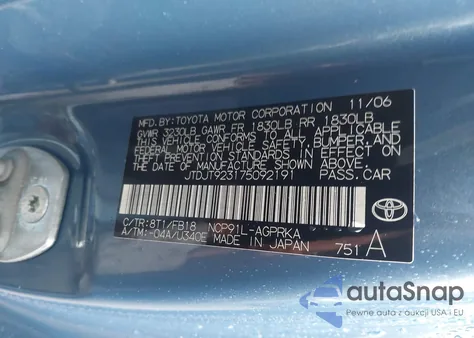 MFD.BY:TOYOTA MOTOR CORPORATION 11/06
GVWR 3230LB GAWR FR 1830LB RR 1830LB
THIS VEHICLE CONFORMS TO ALL APPLICABLE
FEDERAL MOTOR VEHICLE SAFETY, BUMPER, AND
THEFT PREVENTION STANDARDS IN EFFECT ON
THE DATE OF MANUFACTURE SHOWN ABOVE.
JTDJT923175092191 PASS.CAR
C/TR:8T1/FB18 NCP91L-AGPRKA
A/TM:-04A/U340E MADE IN JAPAN 751 A
TOYOTA
autoSnap
Pewne auta z aukcji USA i EU